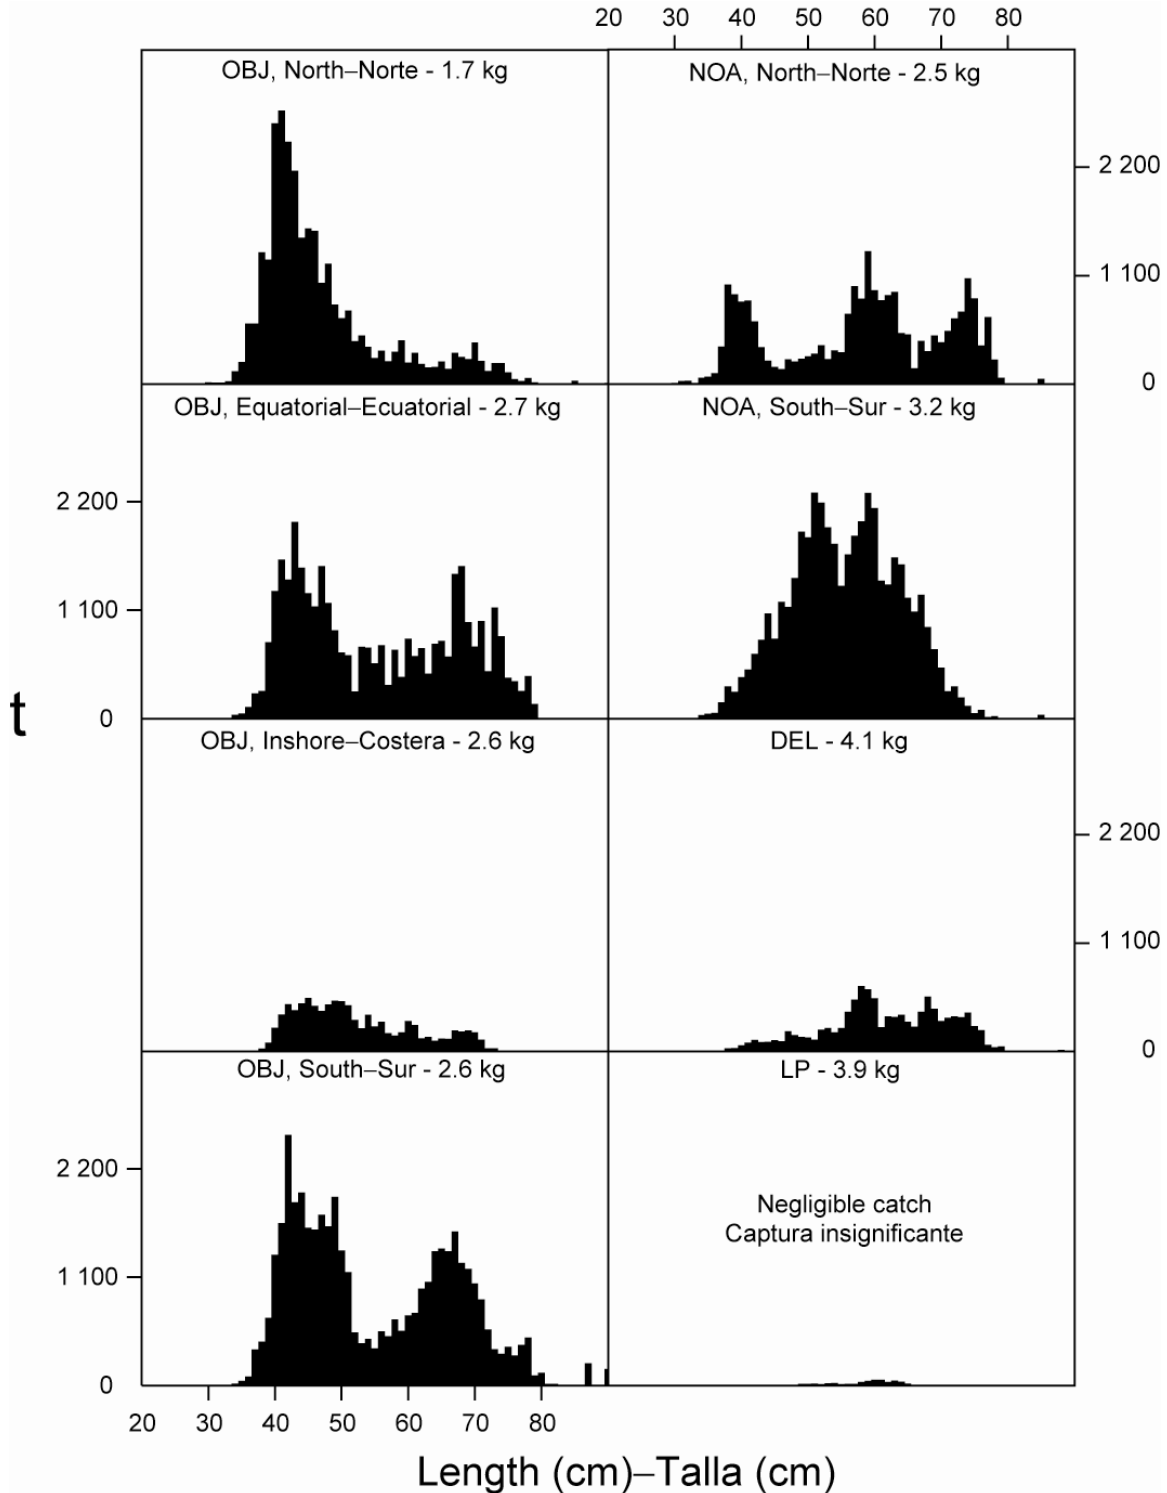 20 30 40 50 60 70 80
OBJ, North–Norte - 1.7 kg
NOA, North–Norte - 2.5 kg
2 200
1 100
0
OBJ, Equatorial–Ecuatorial - 2.7 kg
NOA, South–Sur - 3.2 kg
2 200
1 100
0
t
OBJ, Inshore–Costera - 2.6 kg
DEL - 4.1 kg
2 200
1 100
0
OBJ, South–Sur - 2.6 kg
LP - 3.9 kg
2 200
1 100
0
Negligible catch
Captura insignificante
20 30 40 50 60 70 80
Length (cm)–Talla (cm)